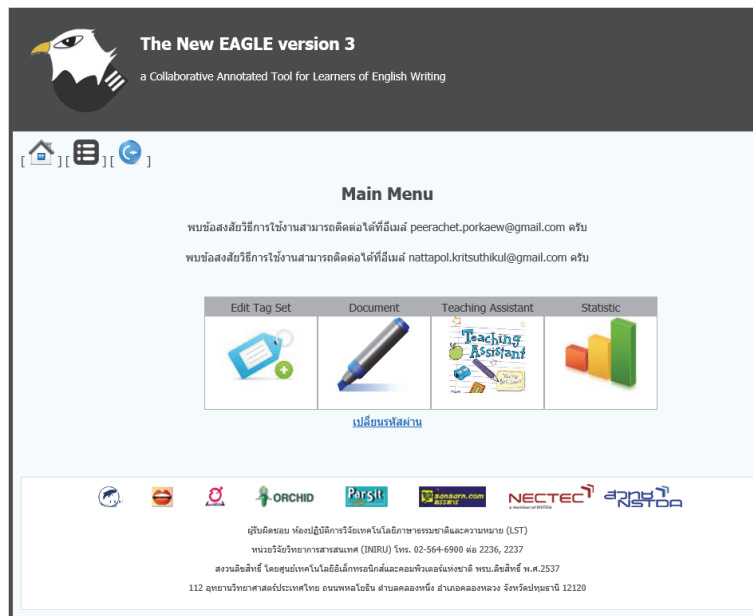 The New EAGLE version 3
a Collaborative Annotated Tool for Learners of English Writing
[ ] [ ] [ ]
Main Menu
พบข้อสงสัยวิธีการใช้งานสามารถติดต่อได้ที่อีเมล์ peerachet.porkaew@gmail.com ครับ
พบข้อสงสัยวิธีการใช้งานสามารถติดต่อได้ที่อีเมล์ nattapol.kritsuthikul@gmail.com ครับ
Edit Tag Set Document Teaching Assistant Statistic
Teaching
Assistant
เปลี่ยนรหัสผ่าน
ORCHID Parsit sansarn.com NECTEC สวทช NSTDA
สรรสาร a member of NSTDA
ผู้รับผิดชอบ ห้องปฏิบัติการวิจัยเทคโนโลยีภาษาธรรมชาติและความหมาย (LST)
หน่วยวิจัยวิทยาการสารสนเทศ (INIRU) โทร. 02-564-6900 ต่อ 2236, 2237
สงวนลิขสิทธิ์ โดยศูนย์เทคโนโลยีอิเล็กทรอนิกส์และคอมพิวเตอร์แห่งชาติ พรบ.ลิขสิทธิ์ พ.ศ.2537
112 อุทยานวิทยาศาสตร์ประเทศไทย ถนนพหลโยธิน ตำบลคลองหนึ่ง อำเภอคลองหลวง จังหวัดปทุมธานี 12120